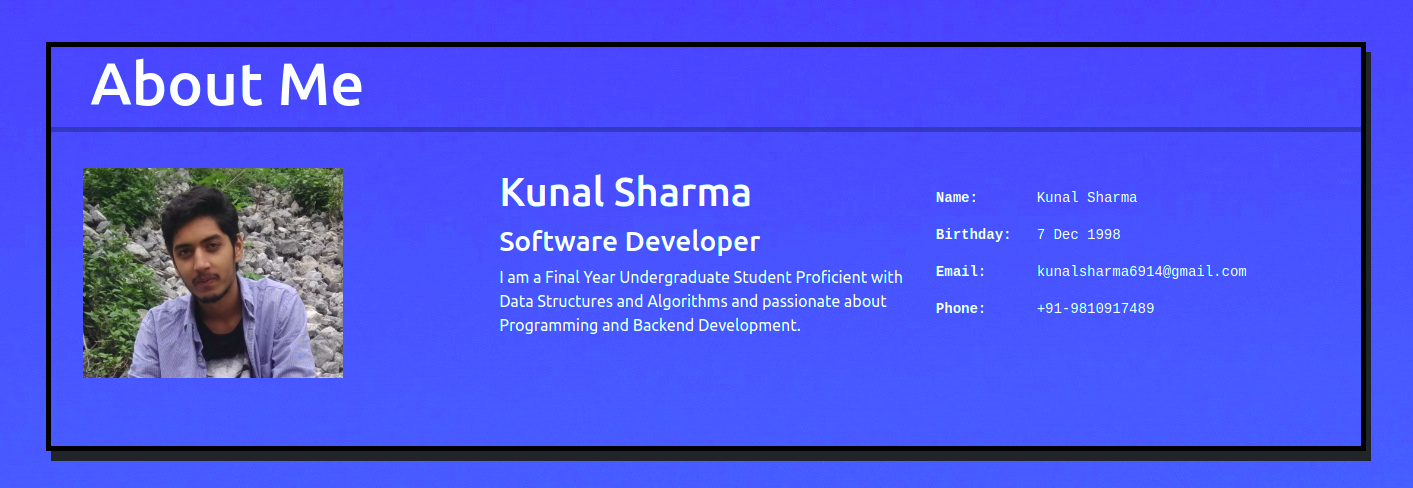 About Me
Kunal Sharma
Software Developer
I am a Final Year Undergraduate Student Proficient with
Data Structures and Algorithms and passionate about
Programming and Backend Development.
Name: Kunal Sharma
Birthday: 7 Dec 1998
Email: kunalsharma6914@gmail.com
Phone: +91-9810917489